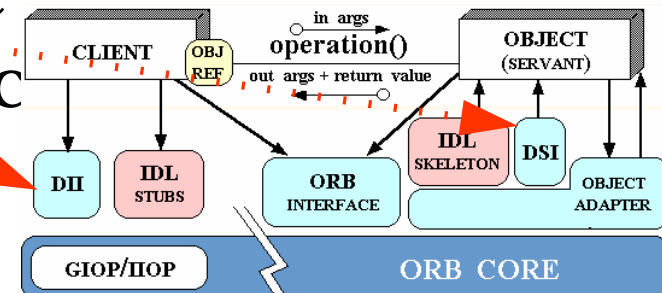 in args
CLIENT
OBJ
REF
operation()
OBJECT
(SERVANT)
out args + return value
C
DII
IDL
STUBS
ORB
INTERFACE
IDL
SKELETON
DSI
OBJECT
ADAPTER
GIOP/IIOP
ORB CORE